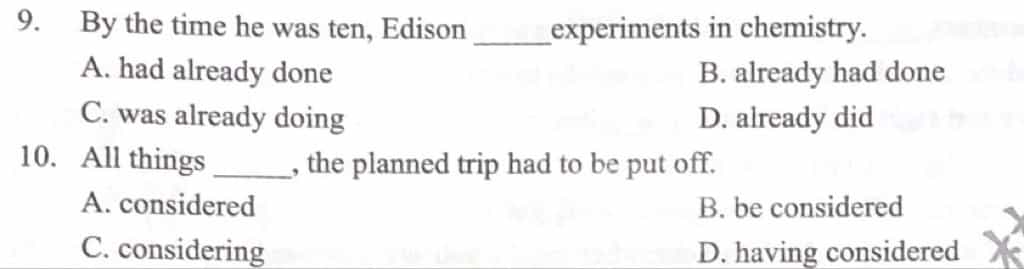 9. By the time he was ten, Edison _____experiments in chemistry.
A. had already done B. already had done
C. was already doing D. already did
10. All things _____, the planned trip had to be put off.
A. considered B. be considered
C. considering D. having considered